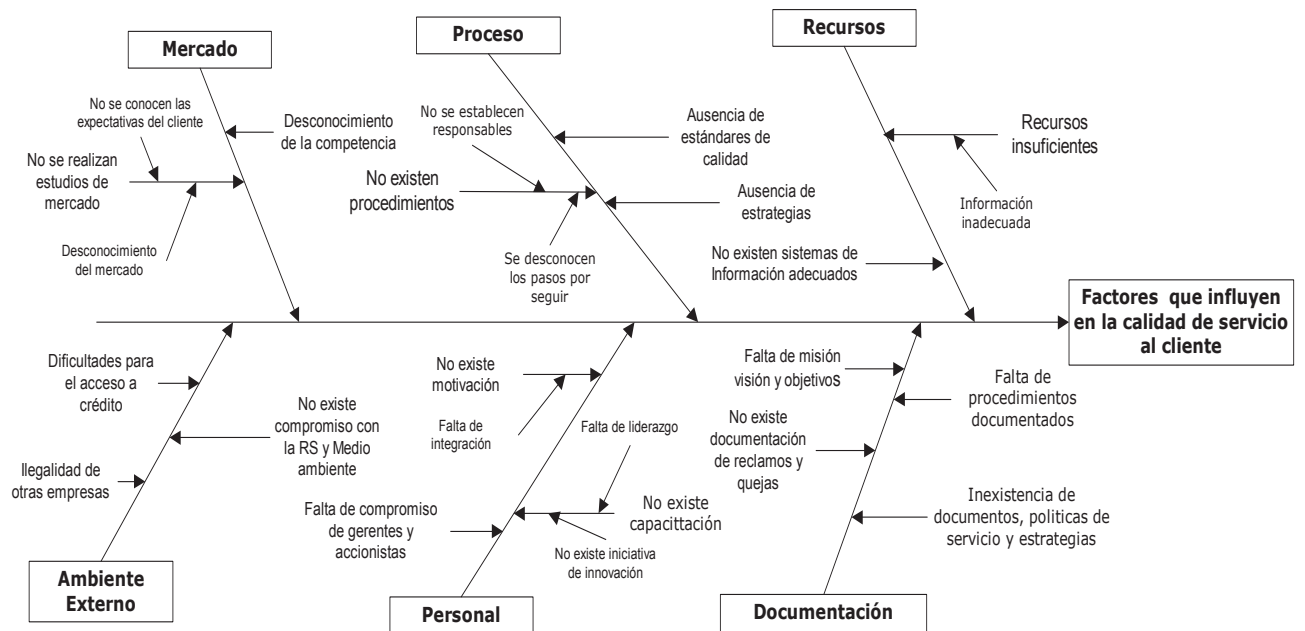 Mercado
Proceso
Recursos
No se conocen las
expectativas del cliente
Desconocimiento
de la competencia
No se realizan
estudios de
mercado
Desconocimiento
del mercado
No se establecen
responsables
Ausencia de
estándares de
calidad
No existen
procedimientos
Ausencia de
estrategias
Se desconocen
los pasos por
seguir
Recursos
insuficientes
Información
inadecuada
No existen sistemas de
Información adecuados
Factores que influyen
en la calidad de servicio
al cliente
Dificultades para
el acceso a
crédito
No existe
compromiso con
la RS y Medio
ambiente
Ilegalidad de
otras empresas
Ambiente
Externo
No existe
motivación
Falta de
integración
Falta de liderazgo
No existe
capacittación
Falta de compromiso
de gerentes y
accionistas
No existe iniciativa
de innovación
Personal
Falta de misión
visión y objetivos
Falta de
procedimientos
documentados
No existe
documentación
de reclamos y
quejas
Inexistencia de
documentos, politicas de
servicio y estrategias
Documentación